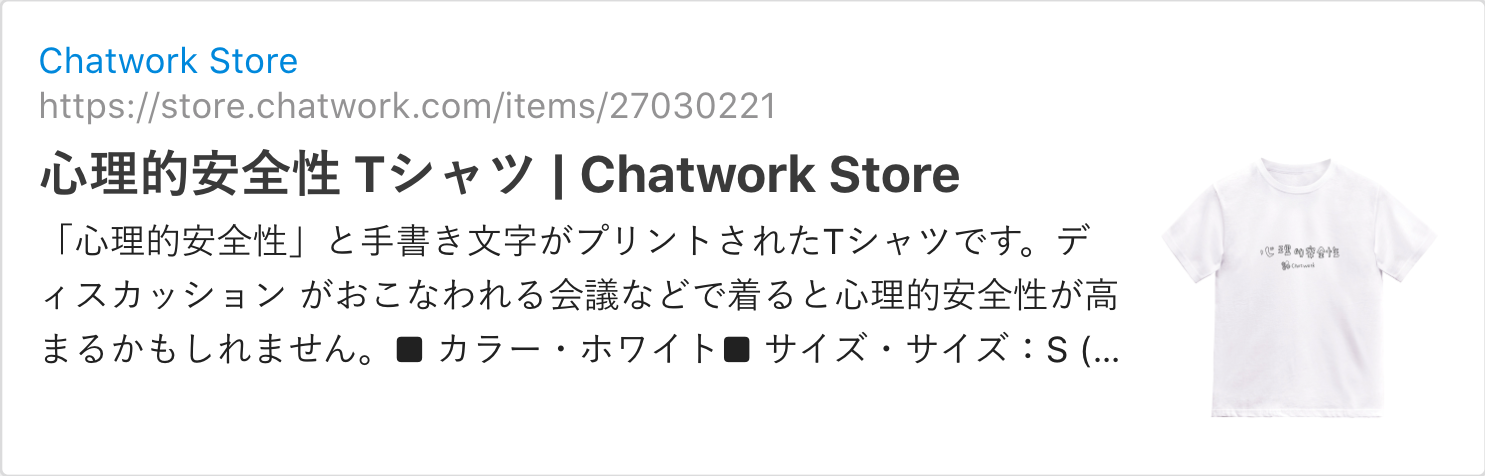 Chatwork Store
https://store.chatwork.com/items/27030221
心理的安全性 Tシャツ | Chatwork Store
「心理的安全性」と手書き文字がプリントされたTシャツです。デ
ィスカッション がおこなわれる会議などで着ると心理的安全性が高
まるかもしれません。■ カラー・ホワイト■ サイズ・サイズ：S (...
心理的安全性
Chatwork